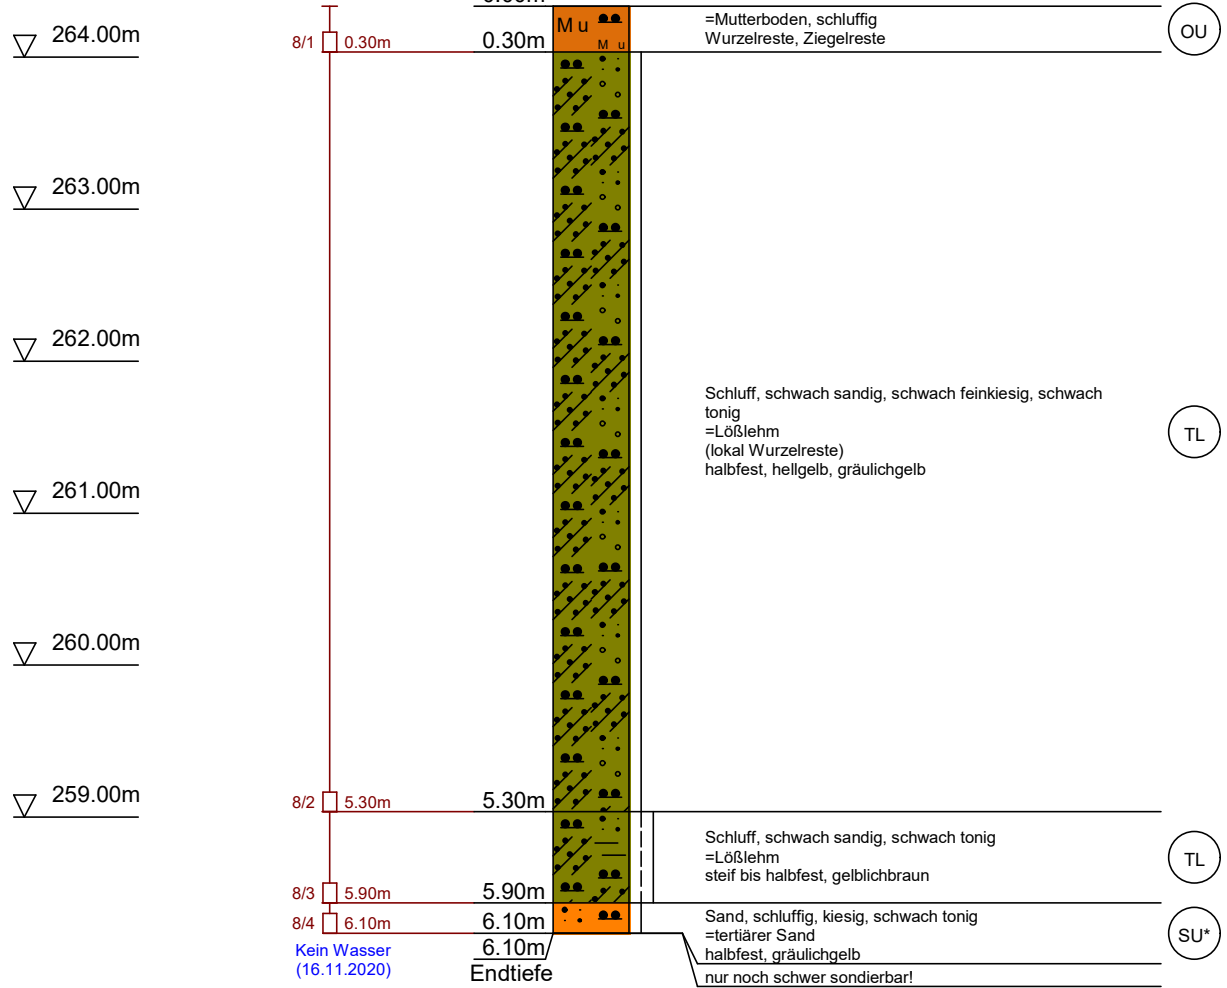 =Mutterboden, schluffig
Wurzelreste, Ziegelreste
OU
264.00m
8/1
0.30m
0.30m
M u
M u
263.00m
262.00m
261.00m
260.00m
259.00m
Schluff, schwach sandig, schwach feinkiesig, schwach
tonig
=Lößlehm
(lokal Wurzelreste)
halbfest, hellgelb, gräulichgelb
TL
8/2
5.30m
5.30m
Schluff, schwach sandig, schwach tonig
=Lößlehm
steif bis halbfest, gelblichbraun
TL
8/3
5.90m
5.90m
8/4
6.10m
6.10m
Sand, schluffig, kiesig, schwach tonig
=tertiärer Sand
halbfest, gräulichgelb
SU*
Kein Wasser
(16.11.2020)
6.10m
Endtiefe
nur noch schwer sondierbar!